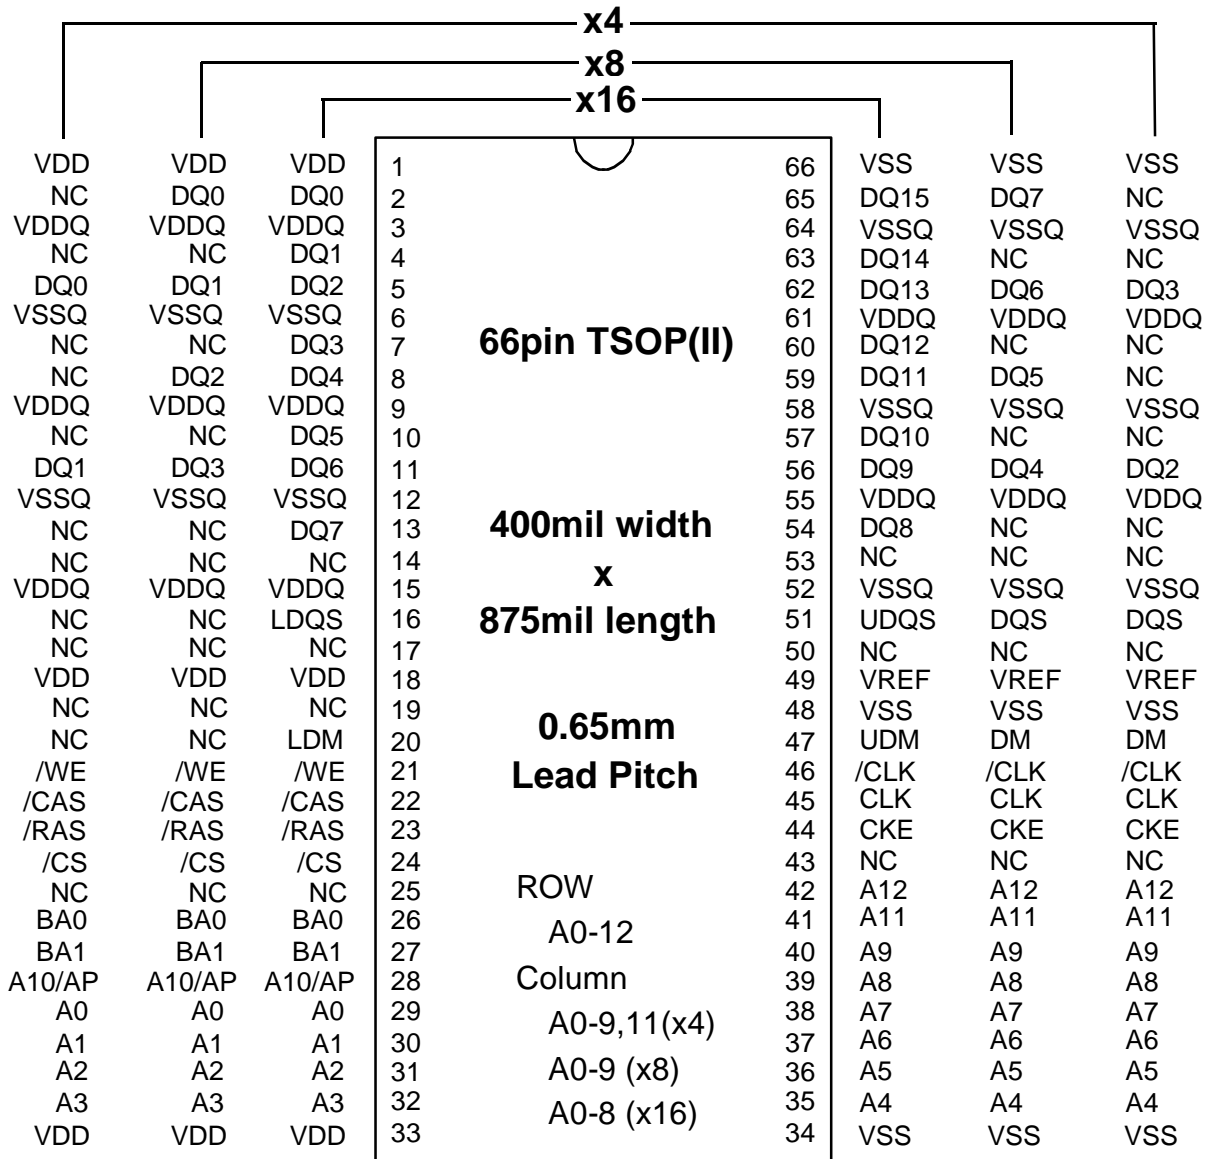 x4
x8
x16
VDD VDD VDD 1 66 VSS VSS VSS
NC DQ0 DQ0 2 65 DQ15 DQ7 NC
VDDQ VDDQ VDDQ 3 64 VSSQ VSSQ VSSQ
NC NC DQ1 4 63 DQ14 NC NC
DQ0 DQ1 DQ2 5 62 DQ13 DQ6 DQ3
VSSQ VSSQ VSSQ 6 61 VDDQ VDDQ VDDQ
NC NC DQ3 7 66pin TSOP(II) 60 DQ12 NC NC
NC DQ2 DQ4 8 59 DQ11 DQ5 NC
VDDQ VDDQ VDDQ 9 58 VSSQ VSSQ VSSQ
NC NC DQ5 10 57 DQ10 NC NC
DQ1 DQ3 DQ6 11 56 DQ9 DQ4 DQ2
VSSQ VSSQ VSSQ 12 55 VDDQ VDDQ VDDQ
NC NC DQ7 13 400mil width 54 DQ8 NC NC
NC NC NC 14 53 NC NC NC
VDDQ VDDQ VDDQ 15 x 52 VSSQ VSSQ VSSQ
NC NC LDQS 16 875mil length 51 UDQS DQS DQS
NC NC NC 17 50 NC NC NC
VDD VDD VDD 18 49 VREF VREF VREF
NC NC NC 19 0.65mm 48 VSS VSS VSS
NC NC LDM 20 47 UDM DM DM
/WE /WE /WE 21 Lead Pitch 46 /CLK /CLK /CLK
/CAS /CAS /CAS 22 45 CLK CLK CLK
/RAS /RAS /RAS 23 44 CKE CKE CKE
/CS /CS /CS 24 43 NC NC NC
NC NC NC 25 ROW 42 A12 A12 A12
BA0 BA0 BA0 26 A0-12 41 A11 A11 A11
BA1 BA1 BA1 27 40 A9 A9 A9
A10/AP A10/AP A10/AP 28 Column 39 A8 A8 A8
A0 A0 A0 29 A0-9,11(x4) 38 A7 A7 A7
A1 A1 A1 30 37 A6 A6 A6
A2 A2 A2 31 A0-9 (x8) 36 A5 A5 A5
A3 A3 A3 32 A0-8 (x16) 35 A4 A4 A4
VDD VDD VDD 33 34 VSS VSS VSS